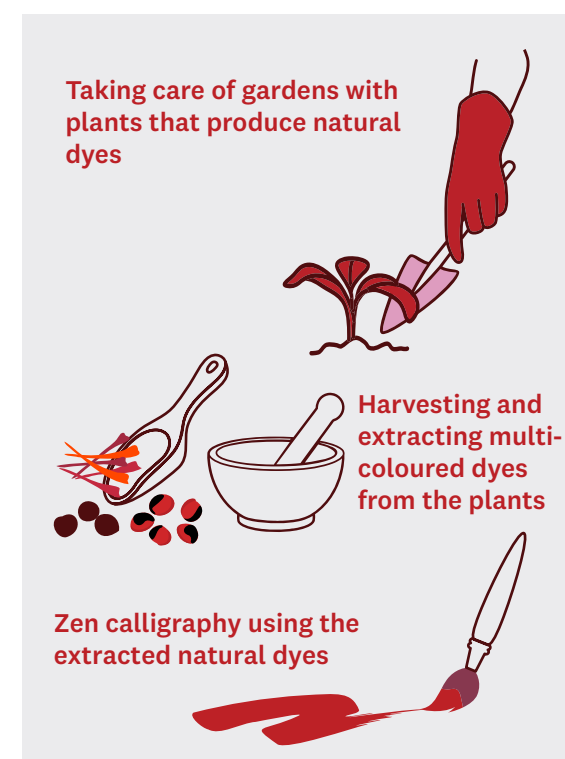 Taking care of gardens with
plants that produce natural
dyes
Harvesting and
extracting multi-
coloured dyes
from the plants
Zen calligraphy using the
extracted natural dyes